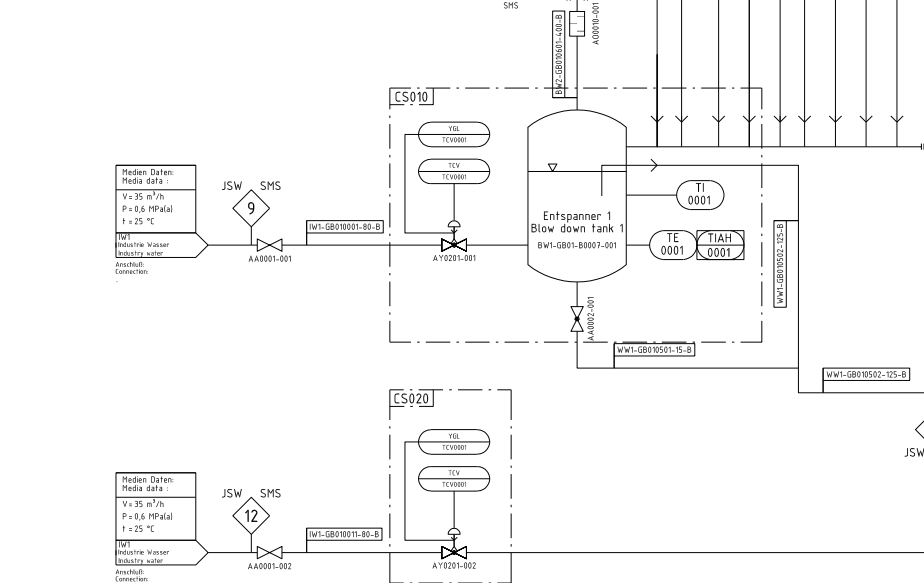 SMS
AO0010-001
BW2-GB010601-400-B
CS010
YGL
TCV0001
TCV
TCV0001
Medien Daten:
Media data :
V = 35 m³/h
P = 0,6 MPa(a)
t = 25 °C
IW1
Industrie Wasser
Industry water
Anschluß:
Connection:
JSW SMS
9
AA0001-001
IW1-GB010001-80-B
AY0201-001
Entspanner 1
Blow down tank 1
BW1-GB01-B0007-001
TI
0001
TE
0001
TIAH
0001
AA0002-001
WW1-GB010502-125-B
WW1-GB010501-15-B
WW1-GB010502-125-B
JSW
CS020
YGL
TCV0001
TCV
TCV0001
Medien Daten:
Media data :
V = 35 m³/h
P = 0,6 MPa(a)
t = 25 °C
IW1
Industrie Wasser
Industry water
Anschluß:
Connection:
JSW SMS
12
AA0001-002
IW1-GB010011-80-B
AY0201-002